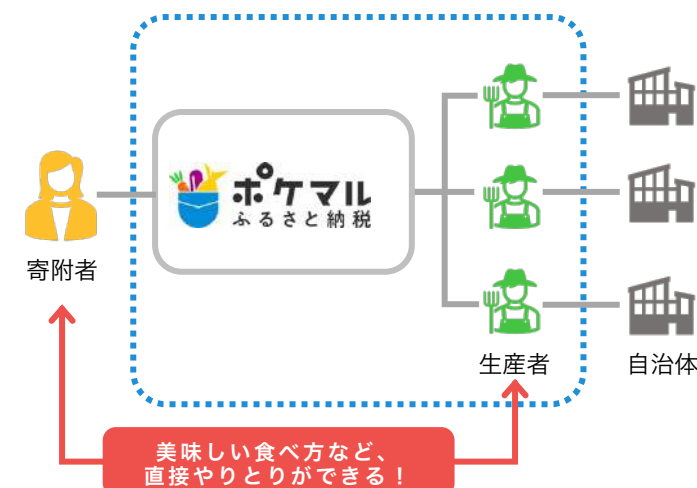 ポケマル
ふるさと納税
寄附者
生産者
自治体
美味しい食べ方など、
直接やりとりができる！